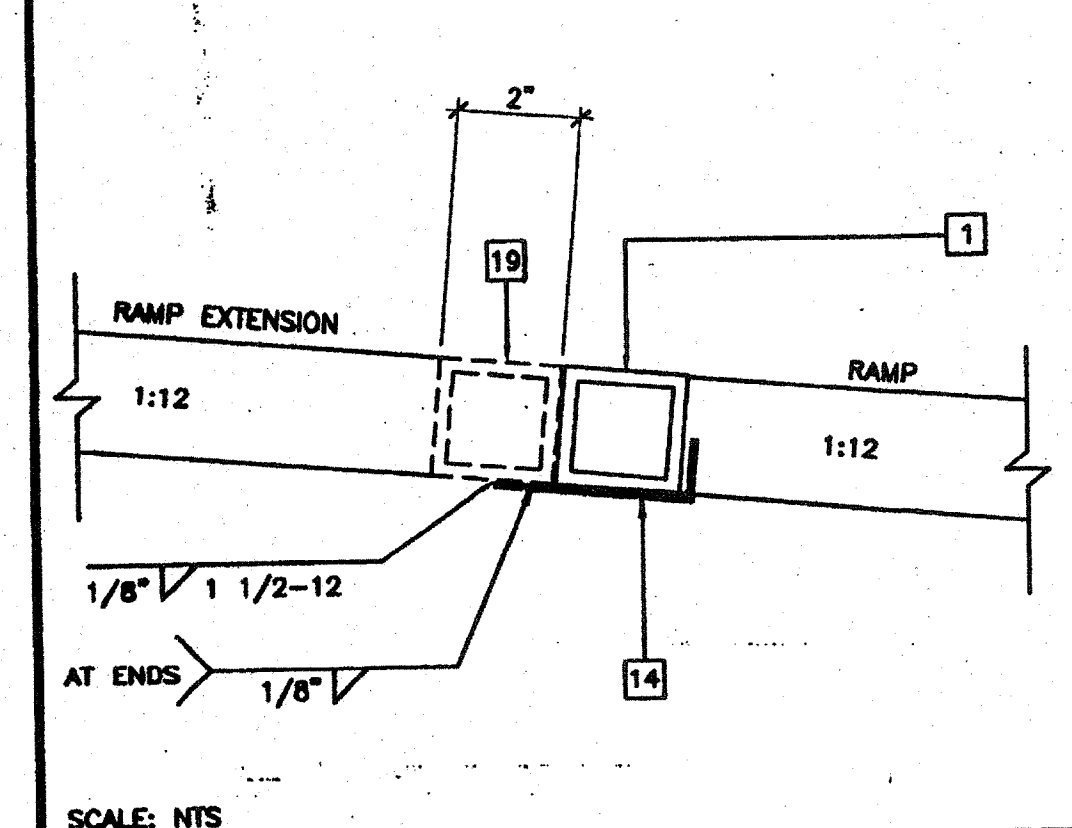 2"
1
19
RAMP EXTENSION
RAMP
1:12
1:12
1/8" 1 1/2-12
AT ENDS
1/8"
14
SCALE: NTS